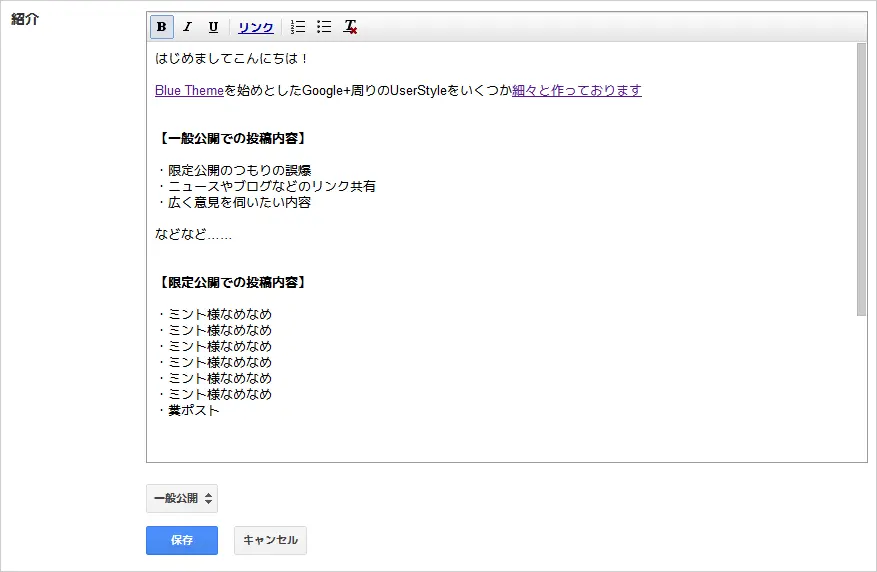 紹介
B I U リンク
はじめましてこんにちは！
Blue Themeを始めとしたGoogle+周りのUserStyleをいくつか細々と作っております
【一般公開での投稿内容】
・限定公開のつもりの誤爆
・ニュースやブログなどのリンク共有
・広く意見を伺いたい内容
などなど……
【限定公開での投稿内容】
・ミント様なめなめ
・ミント様なめなめ
・ミント様なめなめ
・ミント様なめなめ
・ミント様なめなめ
・ミント様なめなめ
・糞ポスト
一般公開
保存 キャンセル